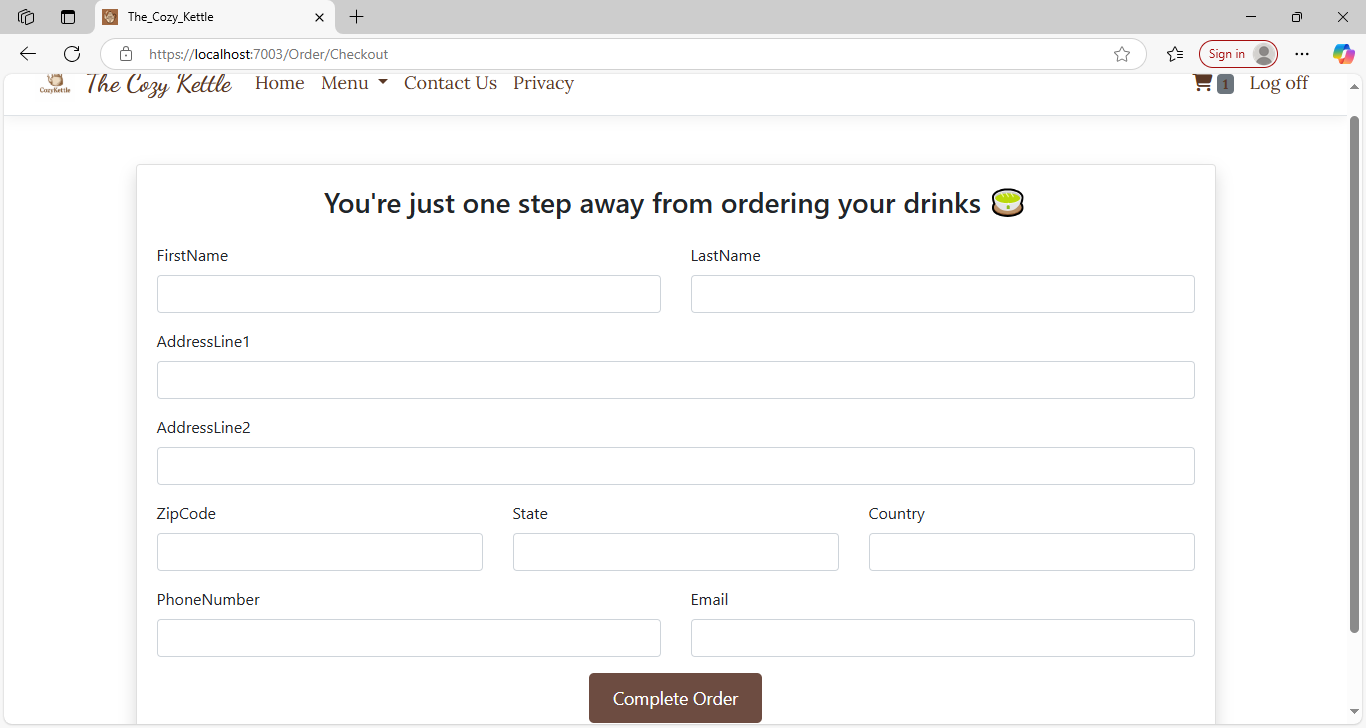 The_Cozy_Kettle
https://localhost:7003/Order/Checkout
Sign in
CozyKettle
The Cozy Kettle Home Menu Contact Us Privacy 1 Log off
You're just one step away from ordering your drinks 🍵
FirstName LastName
AddressLine1
AddressLine2
ZipCode State Country
PhoneNumber Email
Complete Order